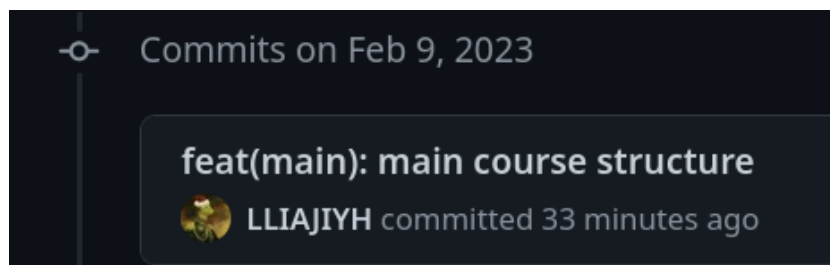 Commits on Feb 9, 2023
feat(main): main course structure
LLIAJIYH committed 33 minutes ago